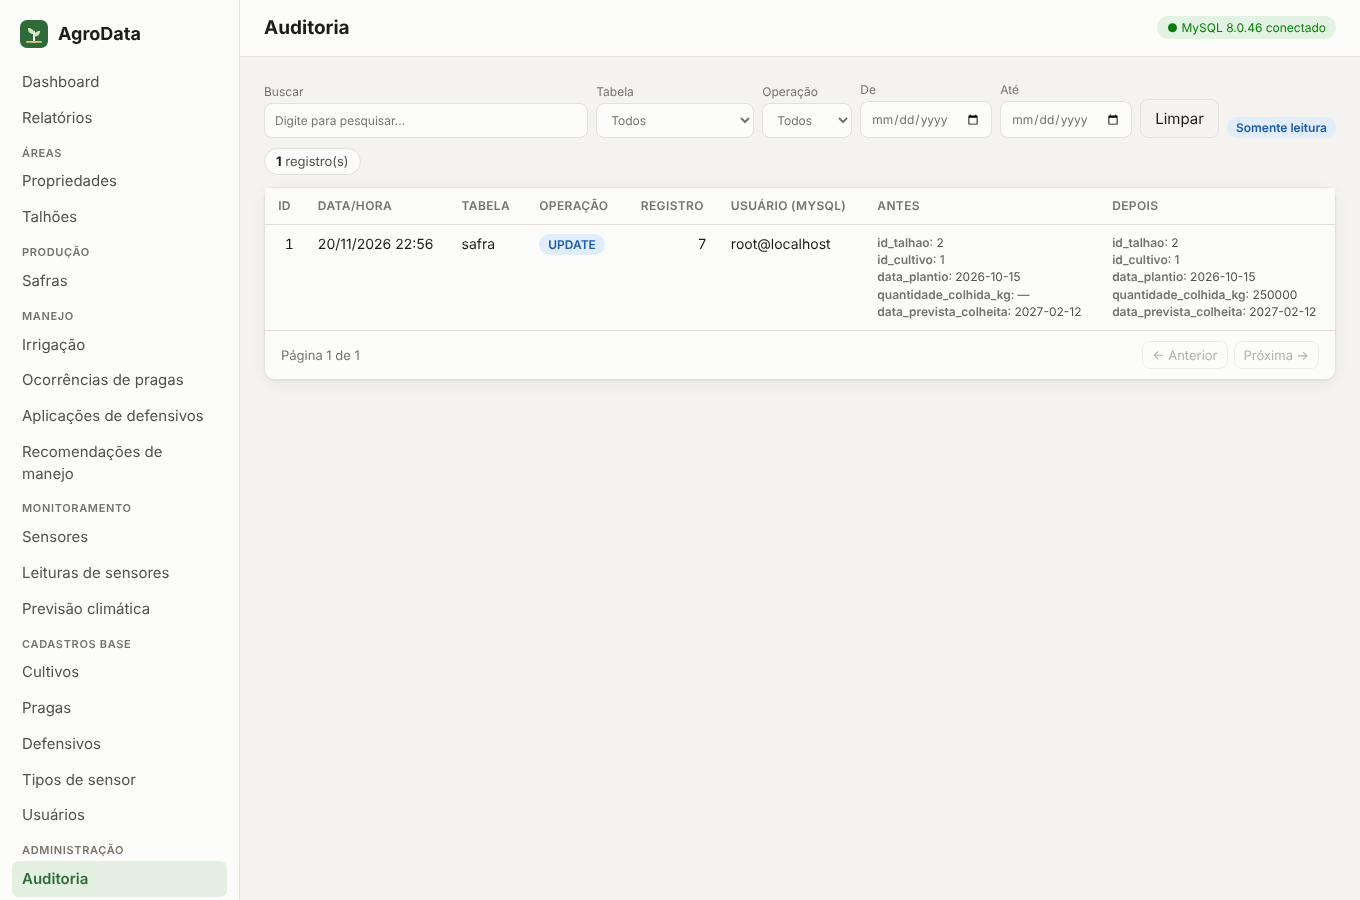 AgroData
Dashboard
Relatórios
ÁREAS
Propriedades
Talhões
PRODUÇÃO
Safras
MANEJO
Irrigação
Ocorrências de pragas
Aplicações de defensivos
Recomendações de
manejo
MONITORAMENTO
Sensores
Leituras de sensores
Previsão climática
CADASTROS BASE
Cultivos
Pragas
Defensivos
Tipos de sensor
Usuários
ADMINISTRAÇÃO
Auditoria
Auditoria
MySQL 8.0.46 conectado
Buscar
Tabela
Operação
De
Até
Digite para pesquisar...
Todos
Todos
mm/dd/yyyy
mm/dd/yyyy
Limpar
Somente leitura
1 registro(s)
ID DATA/HORA TABELA OPERAÇÃO REGISTRO USUÁRIO (MYSQL) ANTES DEPOIS
1 20/11/2026 22:56 safra UPDATE 7 root@localhost
id_talhao: 2
id_cultivo: 1
data_plantio: 2026-10-15
quantidade_colhida_kg: —
data_prevista_colheita: 2027-02-12
id_talhao: 2
id_cultivo: 1
data_plantio: 2026-10-15
quantidade_colhida_kg: 250000
data_prevista_colheita: 2027-02-12
Página 1 de 1
← Anterior
Próxima →